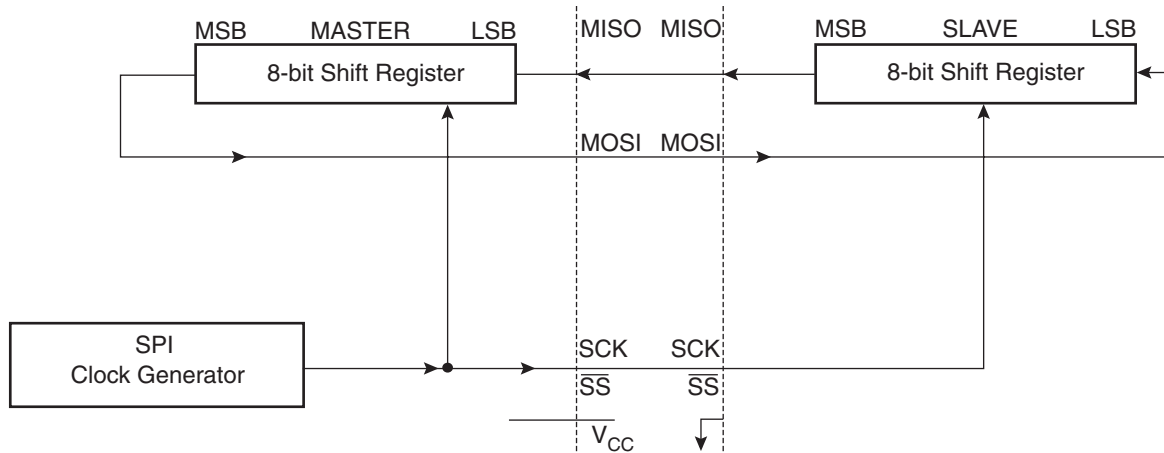 MSB MASTER LSB MISO MISO MSB SLAVE LSB
8-bit Shift Register 8-bit Shift Register
MOSI MOSI
SPI
Clock Generator
SCK SCK
SS SS
VCC